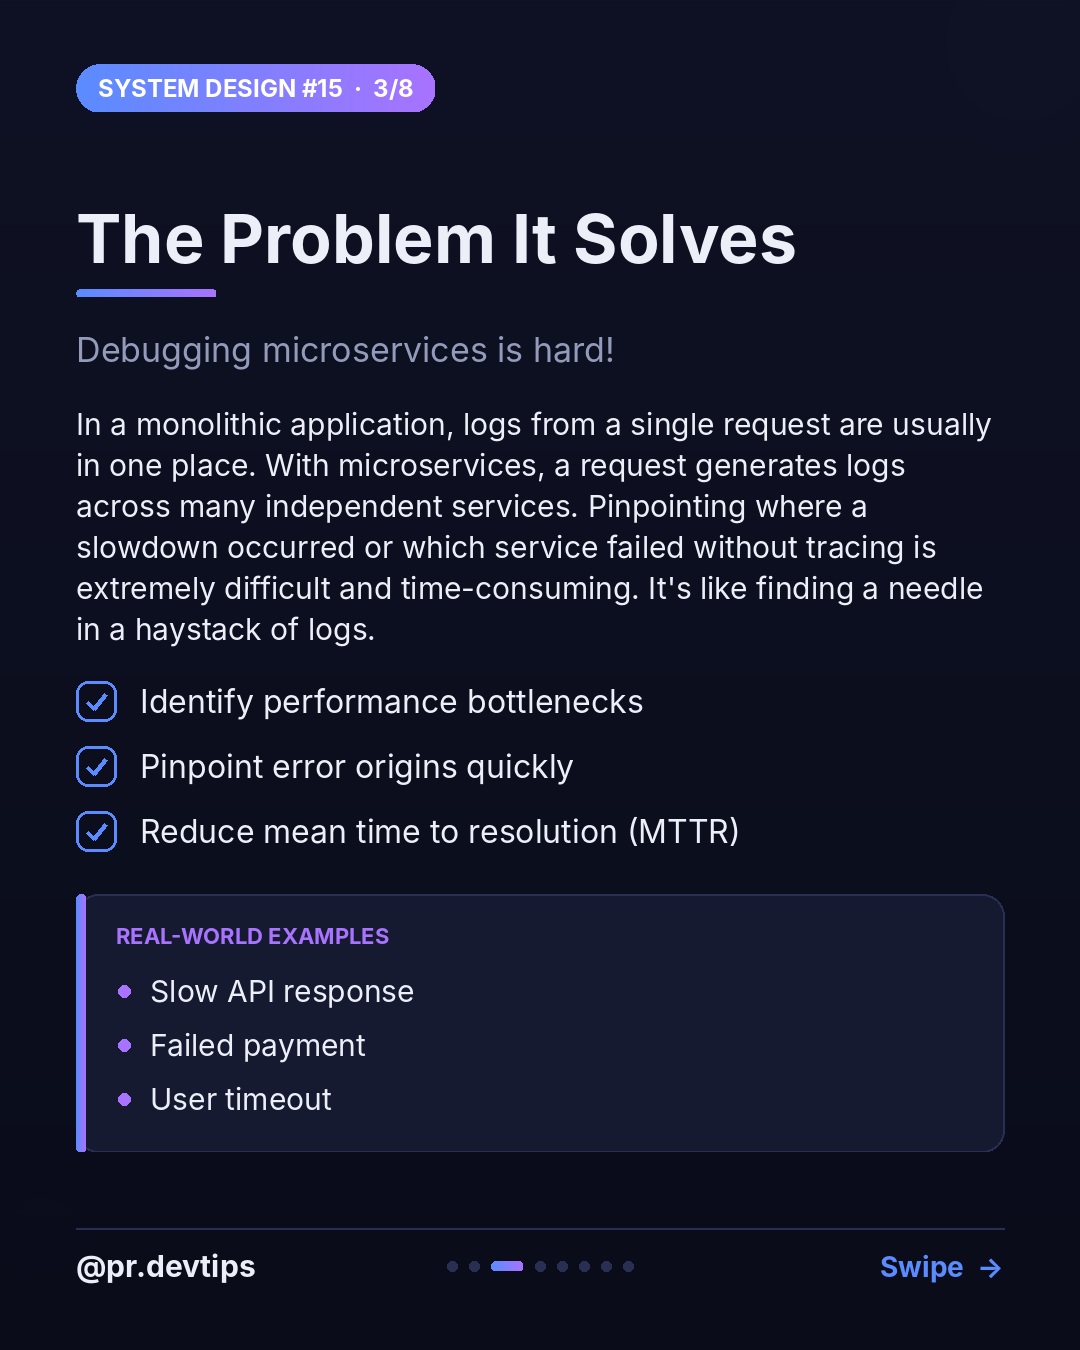 SYSTEM DESIGN #15 · 3/8
The Problem It Solves
Debugging microservices is hard!
In a monolithic application, logs from a single request are usually
in one place. With microservices, a request generates logs
across many independent services. Pinpointing where a
slowdown occurred or which service failed without tracing is
extremely difficult and time-consuming. It's like finding a needle
in a haystack of logs.
Identify performance bottlenecks
Pinpoint error origins quickly
Reduce mean time to resolution (MTTR)
REAL-WORLD EXAMPLES
Slow API response
Failed payment
User timeout
@pr.devtips
Swipe →